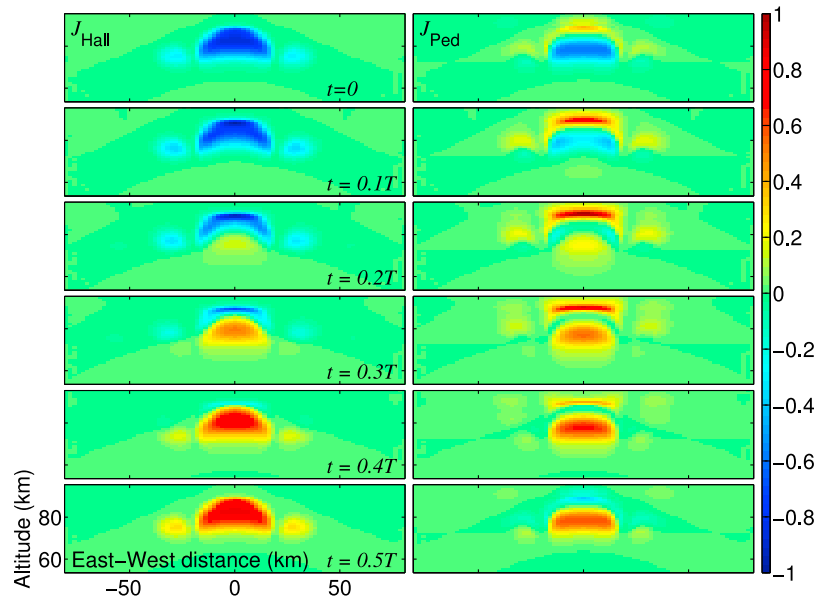 J Hall
J Ped
t=0
t = 0.1T
t = 0.2T
t = 0.3T
t = 0.4T
t = 0.5T
1
0.8
0.6
0.4
0.2
0
−0.2
−0.4
−0.6
−0.8
−1
Altitude (km)
80
60
East−West distance (km)
−50
0
50